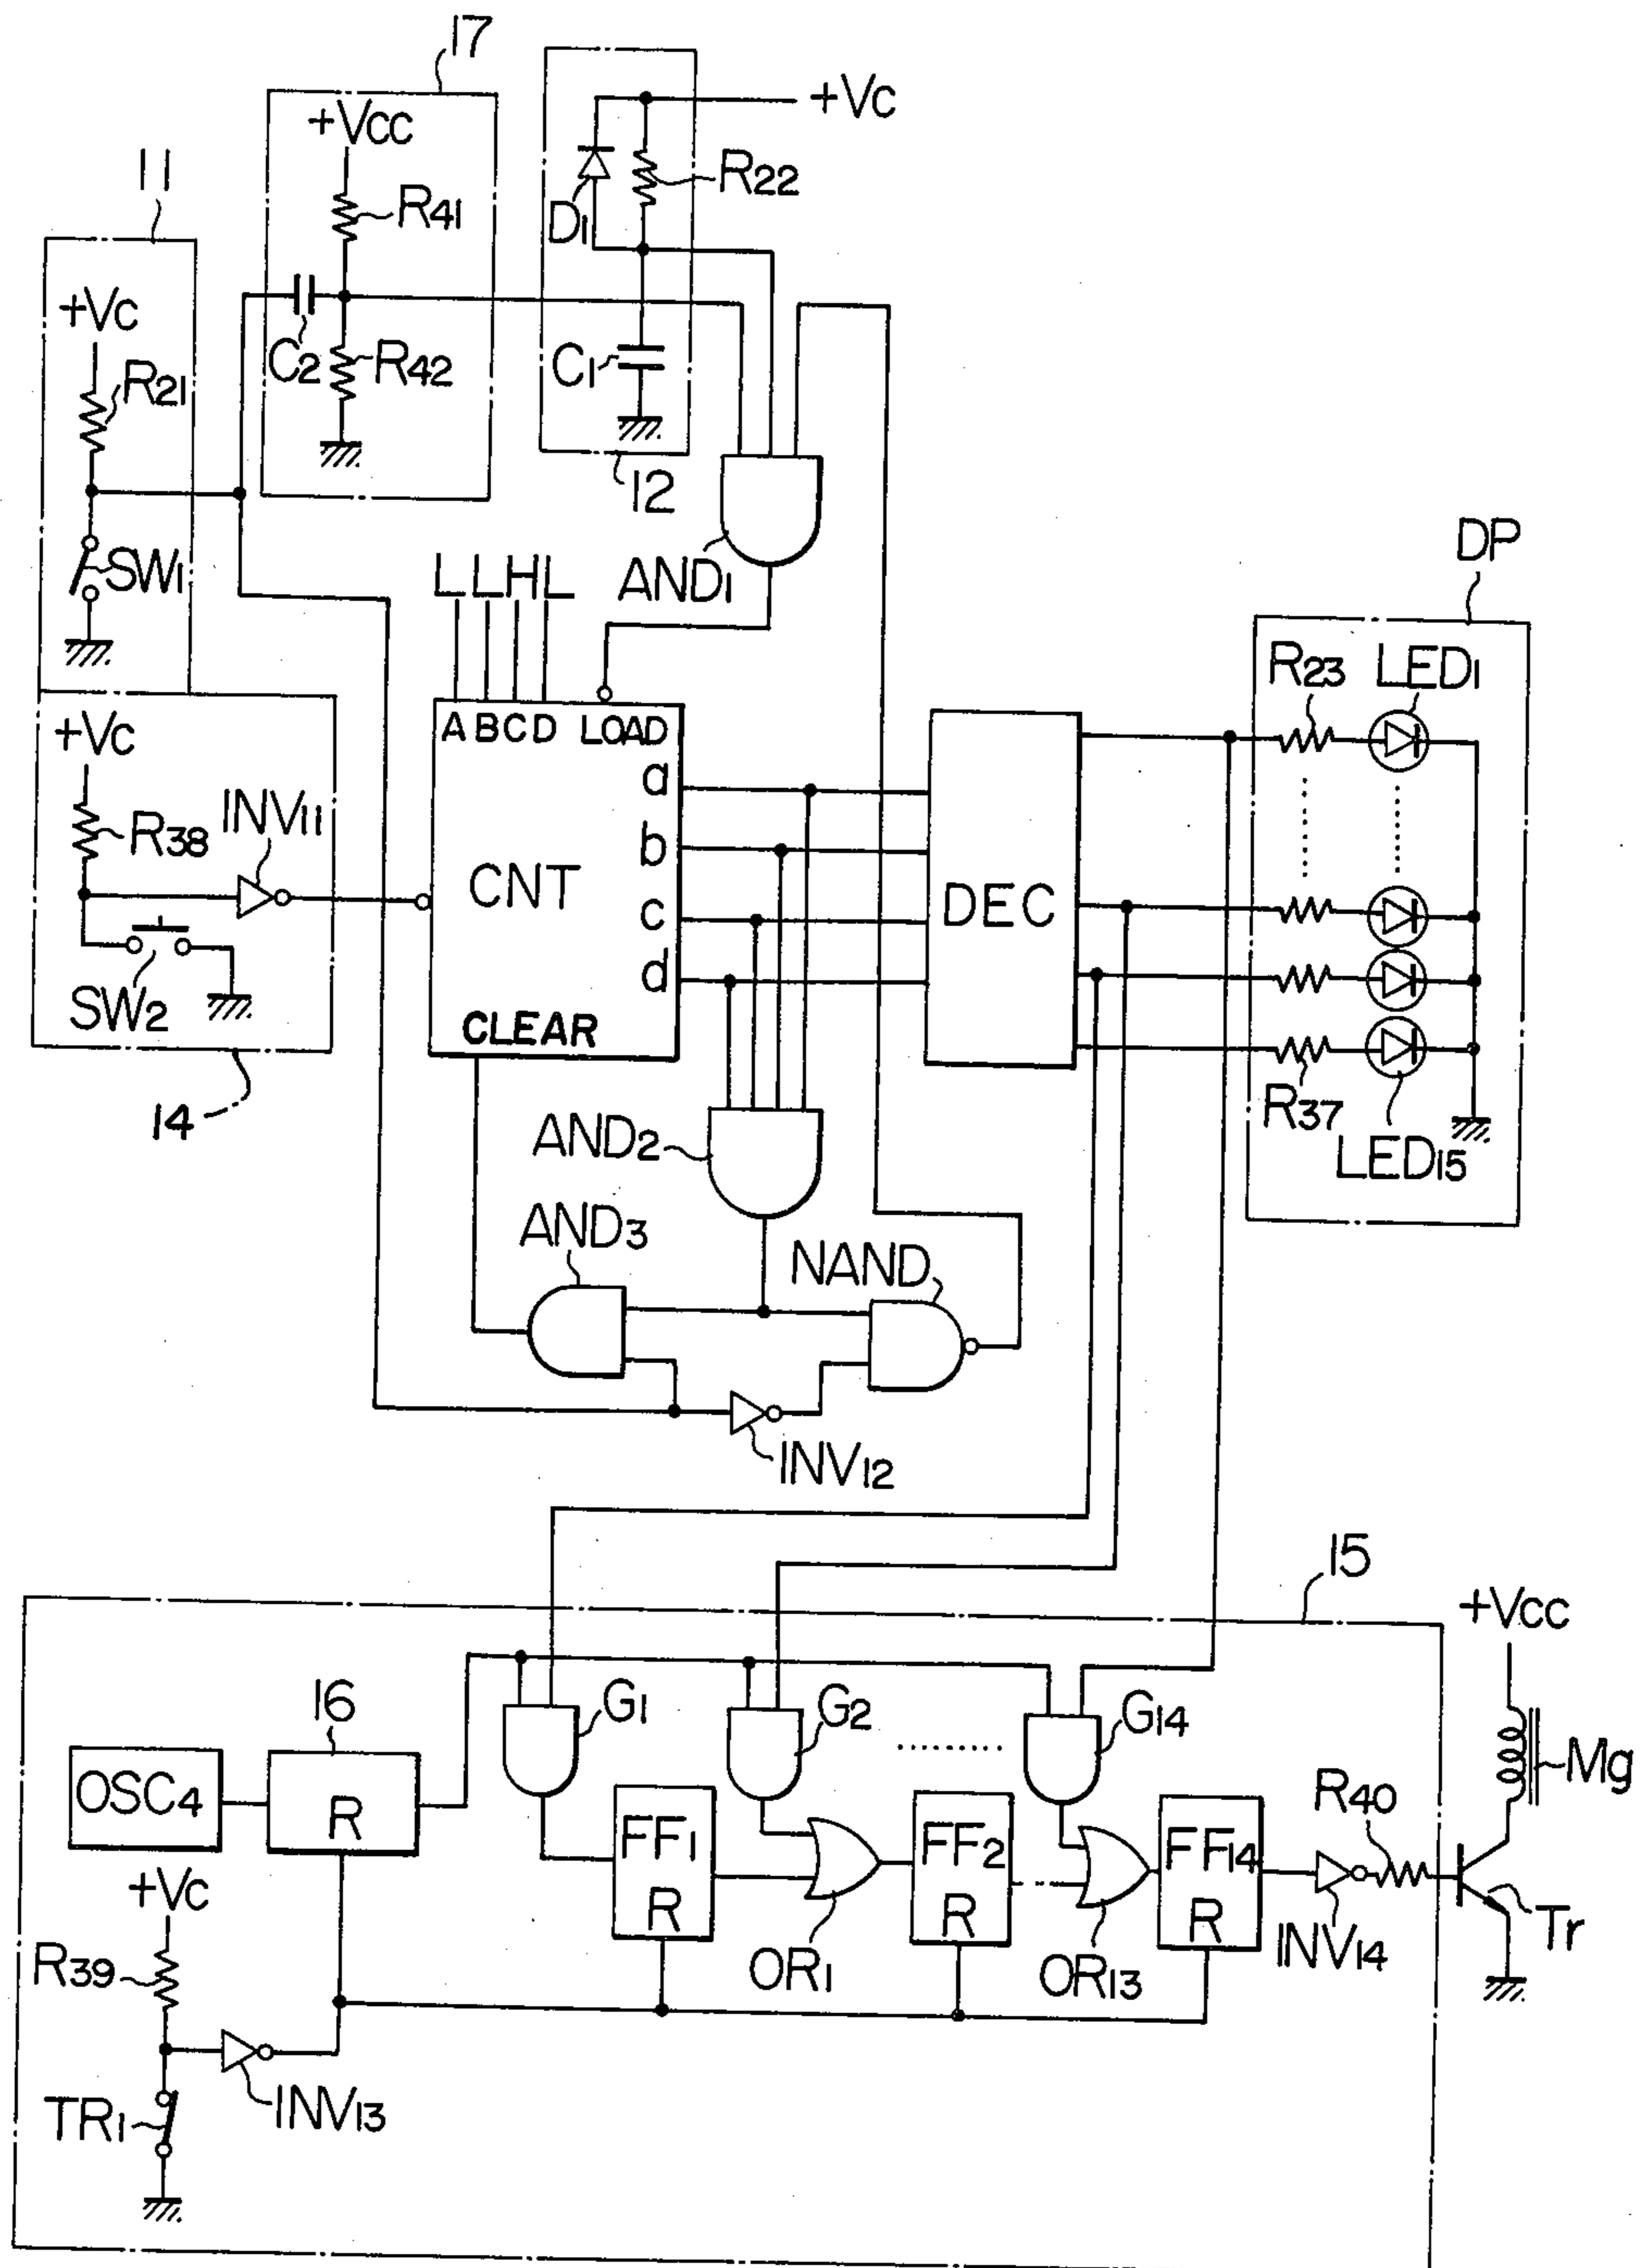 17
+Vcc
+Vc
11
R41
R22
D1
+Vc
C2
R42
C1
R21
12
DP
SW1
LLHL
AND1
R23
LED1
+Vc
A B C D LOAD
a
INV11
R38
b
CNT
c
DEC
d
SW2
CLEAR
R37
14
AND2
LED15
AND3
NAND
INV12
15
+Vcc
16
G1
G2
G14
Mg
OSC4
R
R40
FF1
FF2
FF14
+Vc
R
R
R
Tr
R39
OR1
OR13
INV14
TR1
INV13